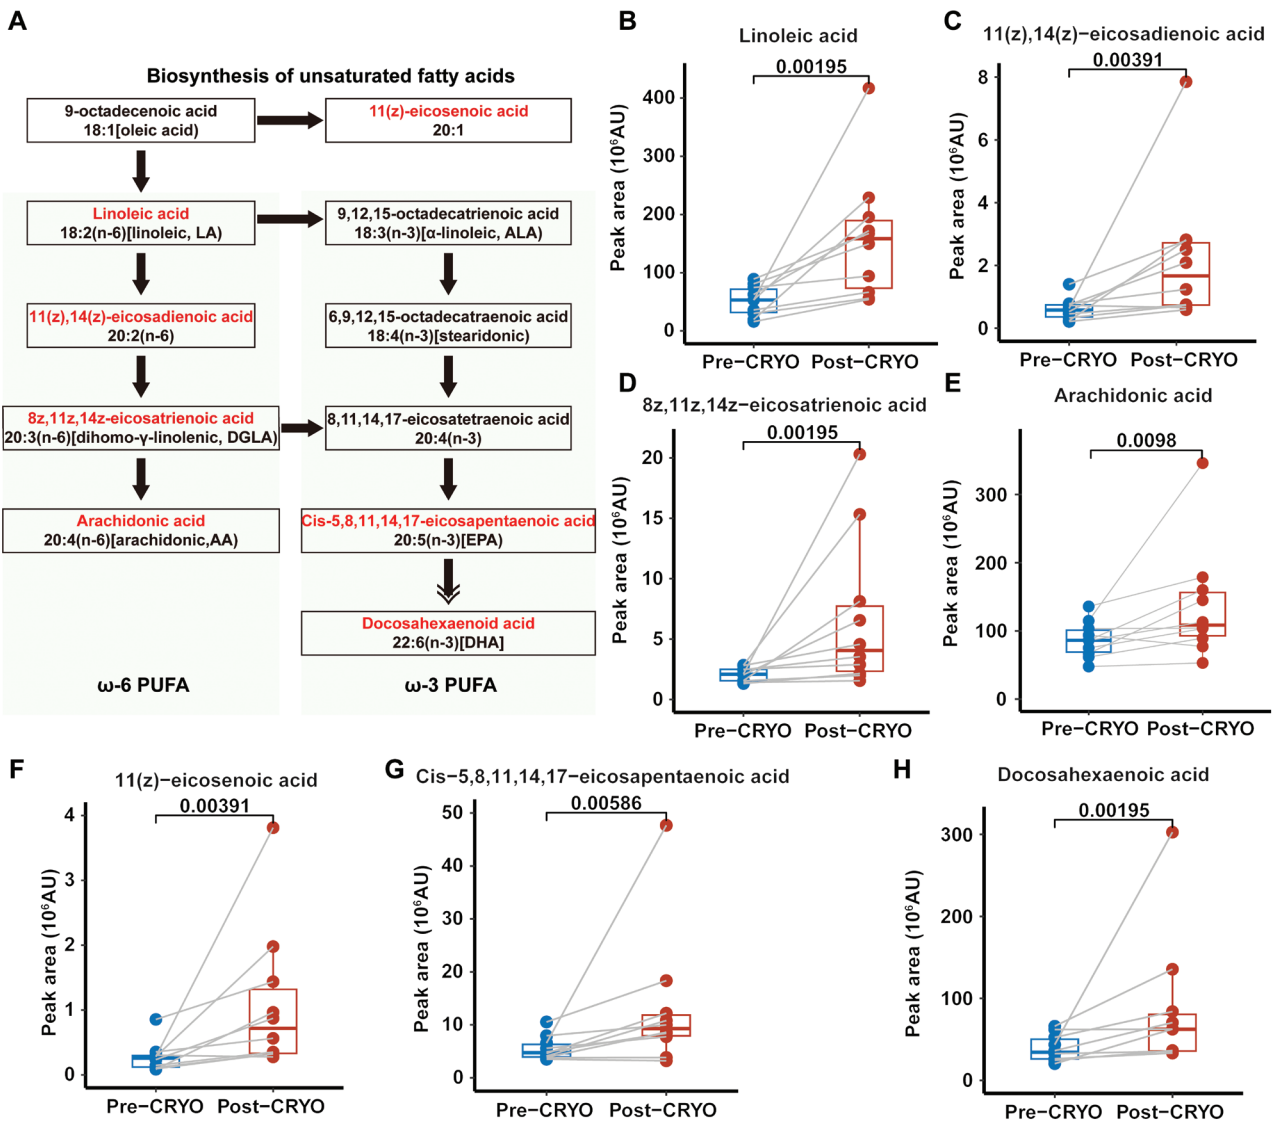 A
Biosynthesis of unsaturated fatty acids
9-octadecenoic acid
18:1[oleic acid)
11(z)-eicosenoic acid
20:1
Linoleic acid
18:2(n-6)[linoleic, LA)
9,12,15-octadecatrienoic acid
18:3(n-3)[α-linoleic, ALA)
11(z),14(z)-eicosadienoic acid
20:2(n-6)
6,9,12,15-octadecatraenoic acid
18:4(n-3)[stearidonic)
8z,11z,14z-eicosatrienoic acid
20:3(n-6)[dihomo-γ-linolenic, DGLA)
8,11,14,17-eicosatetraenoic acid
20:4(n-3)
Arachidonic acid
20:4(n-6)[arachidonic,AA)
Cis-5,8,11,14,17-eicosapentaenoic acid
20:5(n-3)[EPA)
Docosahexaenoid acid
22:6(n-3)[DHA]
ω-6 PUFA
ω-3 PUFA
B
Linoleic acid
0.00195
Peak area (10⁶AU)
400
300
200
100
0
Pre−CRYO Post−CRYO
C
11(z),14(z)−eicosadienoic acid
0.00391
Peak area (10⁶AU)
8
6
4
2
0
Pre−CRYO Post−CRYO
D
8z,11z,14z−eicosatrienoic acid
0.00195
Peak area (10⁶AU)
20
15
10
5
0
Pre−CRYO Post−CRYO
E
Arachidonic acid
0.0098
Peak area (10⁶AU)
300
200
100
0
Pre−CRYO Post−CRYO
F
11(z)−eicosenoic acid
0.00391
Peak area (10⁶AU)
4
3
2
1
0
Pre−CRYO Post−CRYO
G
Cis−5,8,11,14,17−eicosapentaenoic acid
0.00586
Peak area (10⁶AU)
50
40
30
20
10
0
Pre−CRYO Post−CRYO
H
Docosahexaenoic acid
0.00195
Peak area (10⁶AU)
300
200
100
0
Pre−CRYO Post−CRYO